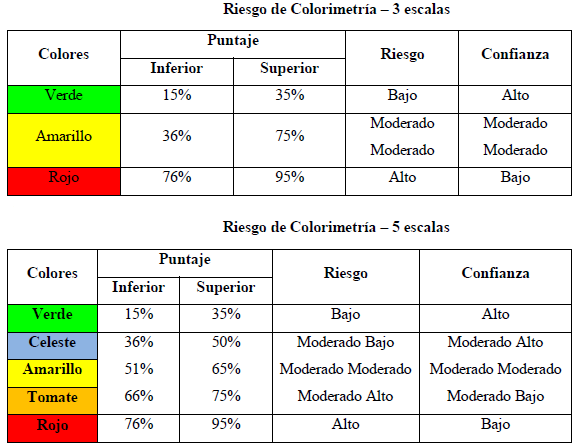 Riesgo de Colorimetría – 3 escalas
Colores Puntaje Riesgo Confianza
Inferior Superior
Verde 15% 35% Bajo Alto
Amarillo 36% 75% Moderado Moderado Moderado Moderado
Rojo 76% 95% Alto Bajo
Riesgo de Colorimetría – 5 escalas
Colores Puntaje Riesgo Confianza
Inferior Superior
Verde 15% 35% Bajo Alto
Celeste 36% 50% Moderado Bajo Moderado Alto
Amarillo 51% 65% Moderado Moderado Moderado Moderado
Tomate 66% 75% Moderado Alto Moderado Bajo
Rojo 76% 95% Alto Bajo